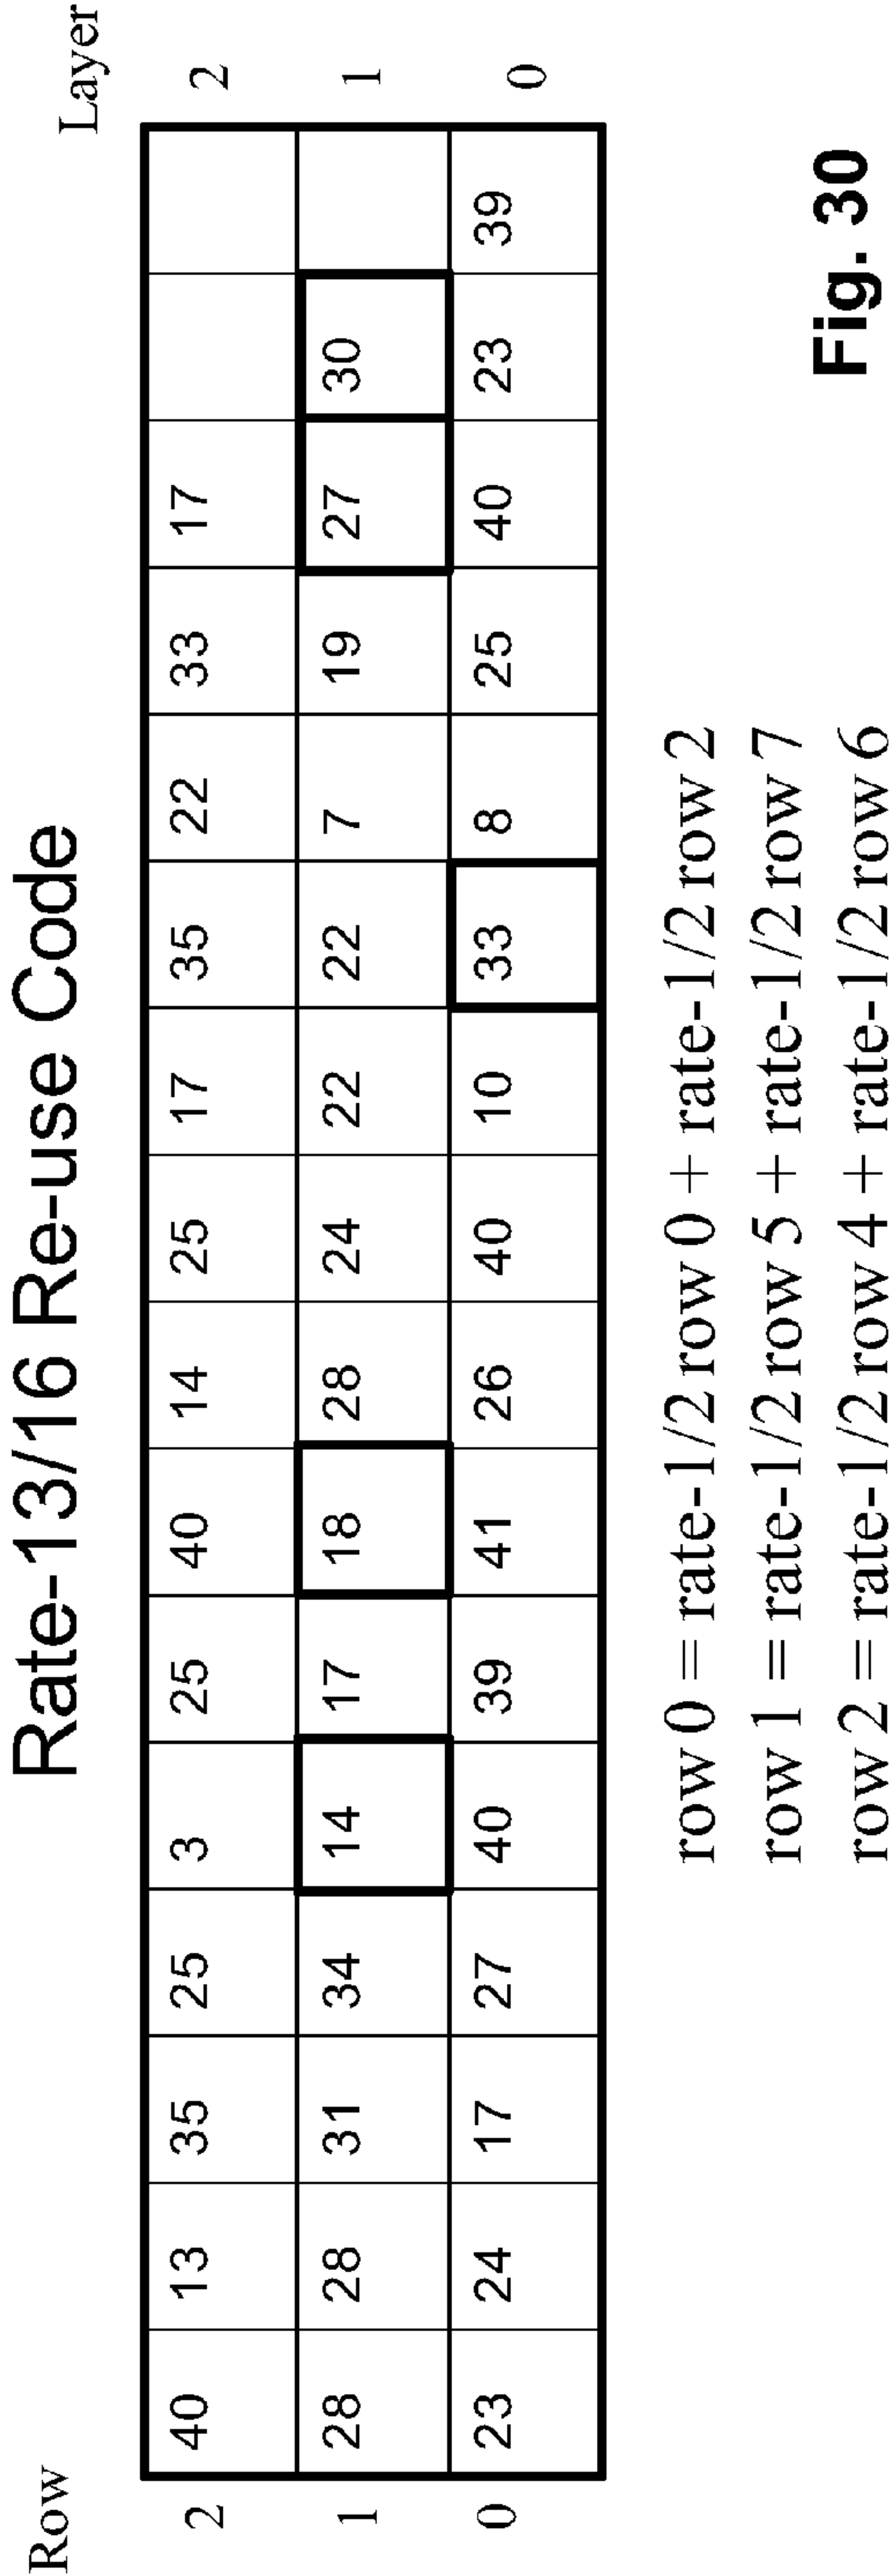 Rate-13/16 Re-use Code
Row Layer
2 40 13 35 25 3 25 40 14 25 17 35 22 33 17 2
1 28 28 31 34 14 17 18 28 24 22 22 7 19 27 30 1
0 23 24 17 27 40 39 41 26 40 10 33 8 25 40 23 39 0
row 0 = rate-1/2 row 0 + rate-1/2 row 2
row 1 = rate-1/2 row 5 + rate-1/2 row 7
row 2 = rate-1/2 row 4 + rate-1/2 row 6
Fig. 30